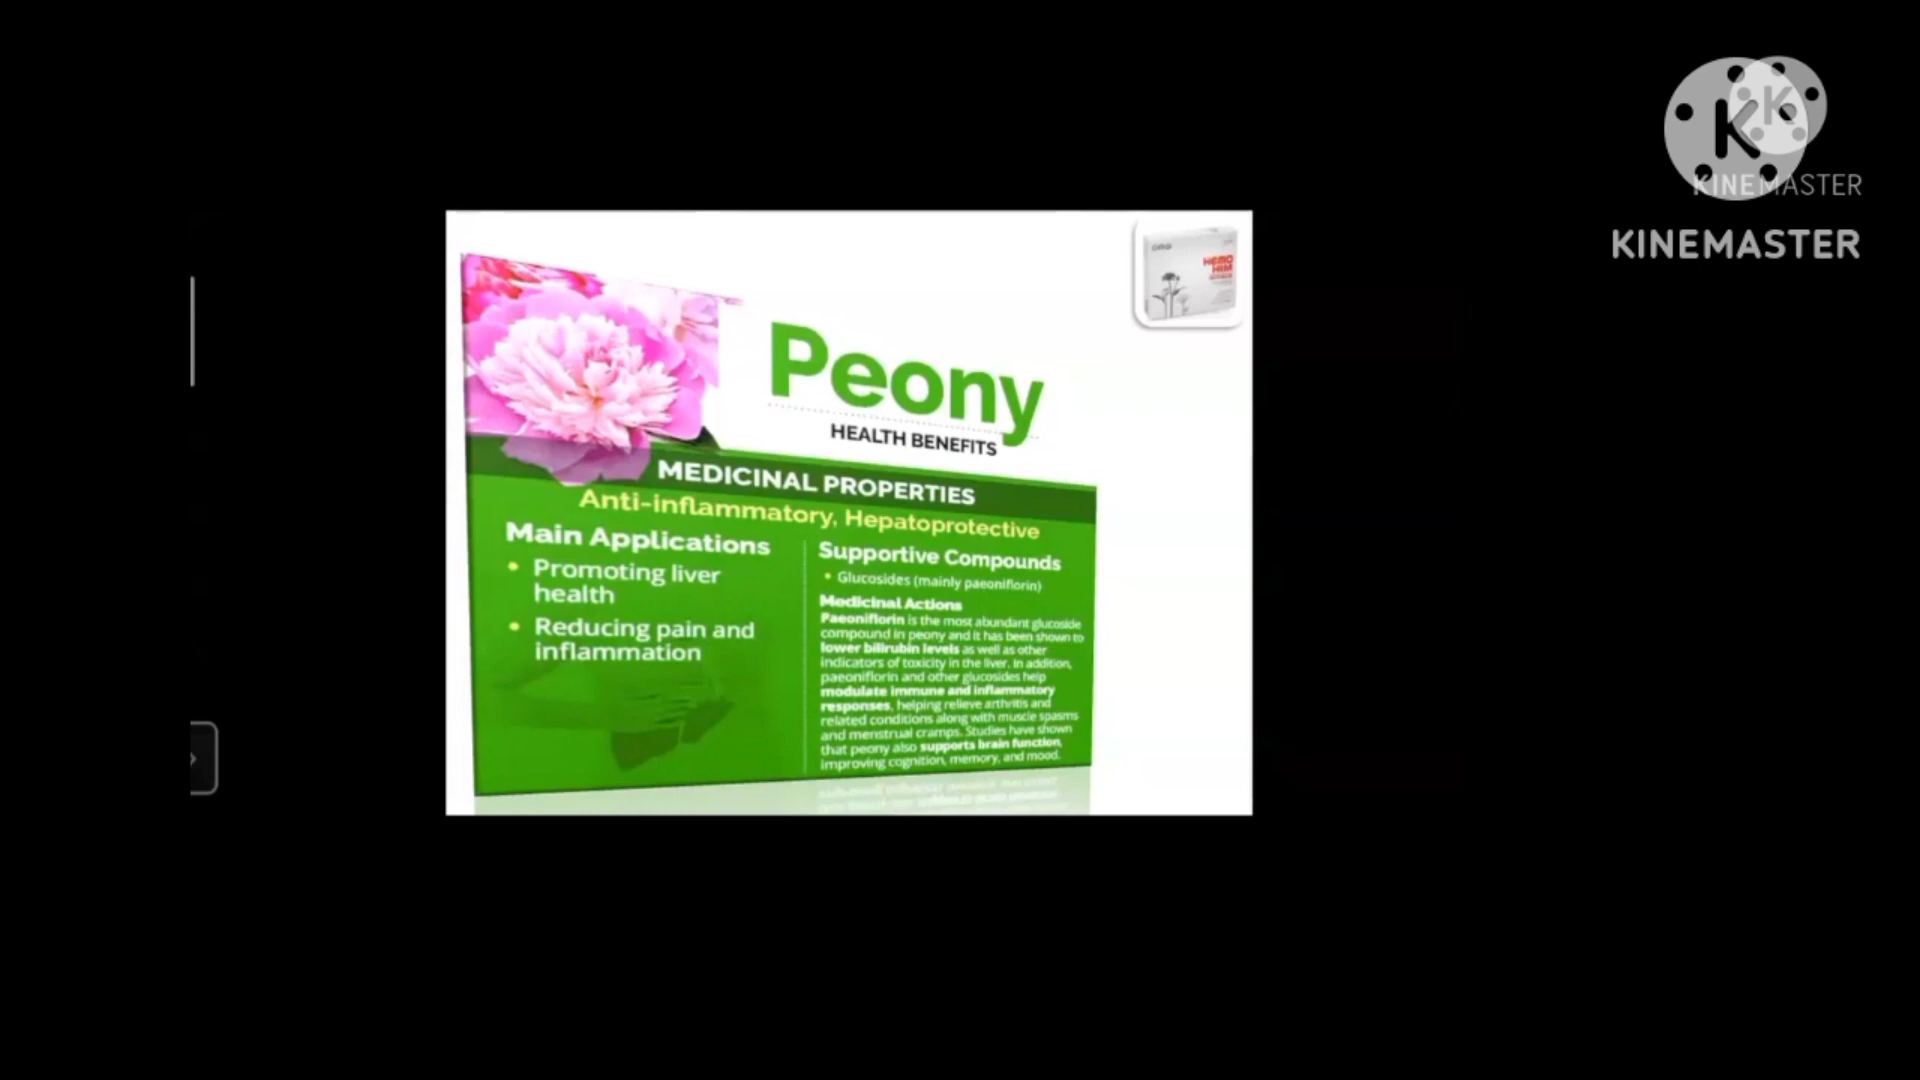 KINEMASTER
KINEMASTER
HEMO
HIM
Peony
HEALTH BENEFITS
MEDICINAL PROPERTIES
Anti-inflammatory, Hepatoprotective
Main Applications
• Promoting liver
health
• Reducing pain and
inflammation
Supportive Compounds
• Glucosides (mainly paeoniflorin)
Medicinal Actions
Paeoniflorin is the most abundant glucoside
compound in peony and it has been shown to
lower bilirubin levels as well as other
indicators of toxicity in the liver. In addition,
paeoniflorin and other glucosides help
modulate immune and inflammatory
responses, helping relieve arthritis and
related conditions along with muscle spasms
and menstrual cramps. Studies have shown
that peony also supports brain function,
improving cognition, memory, and mood.